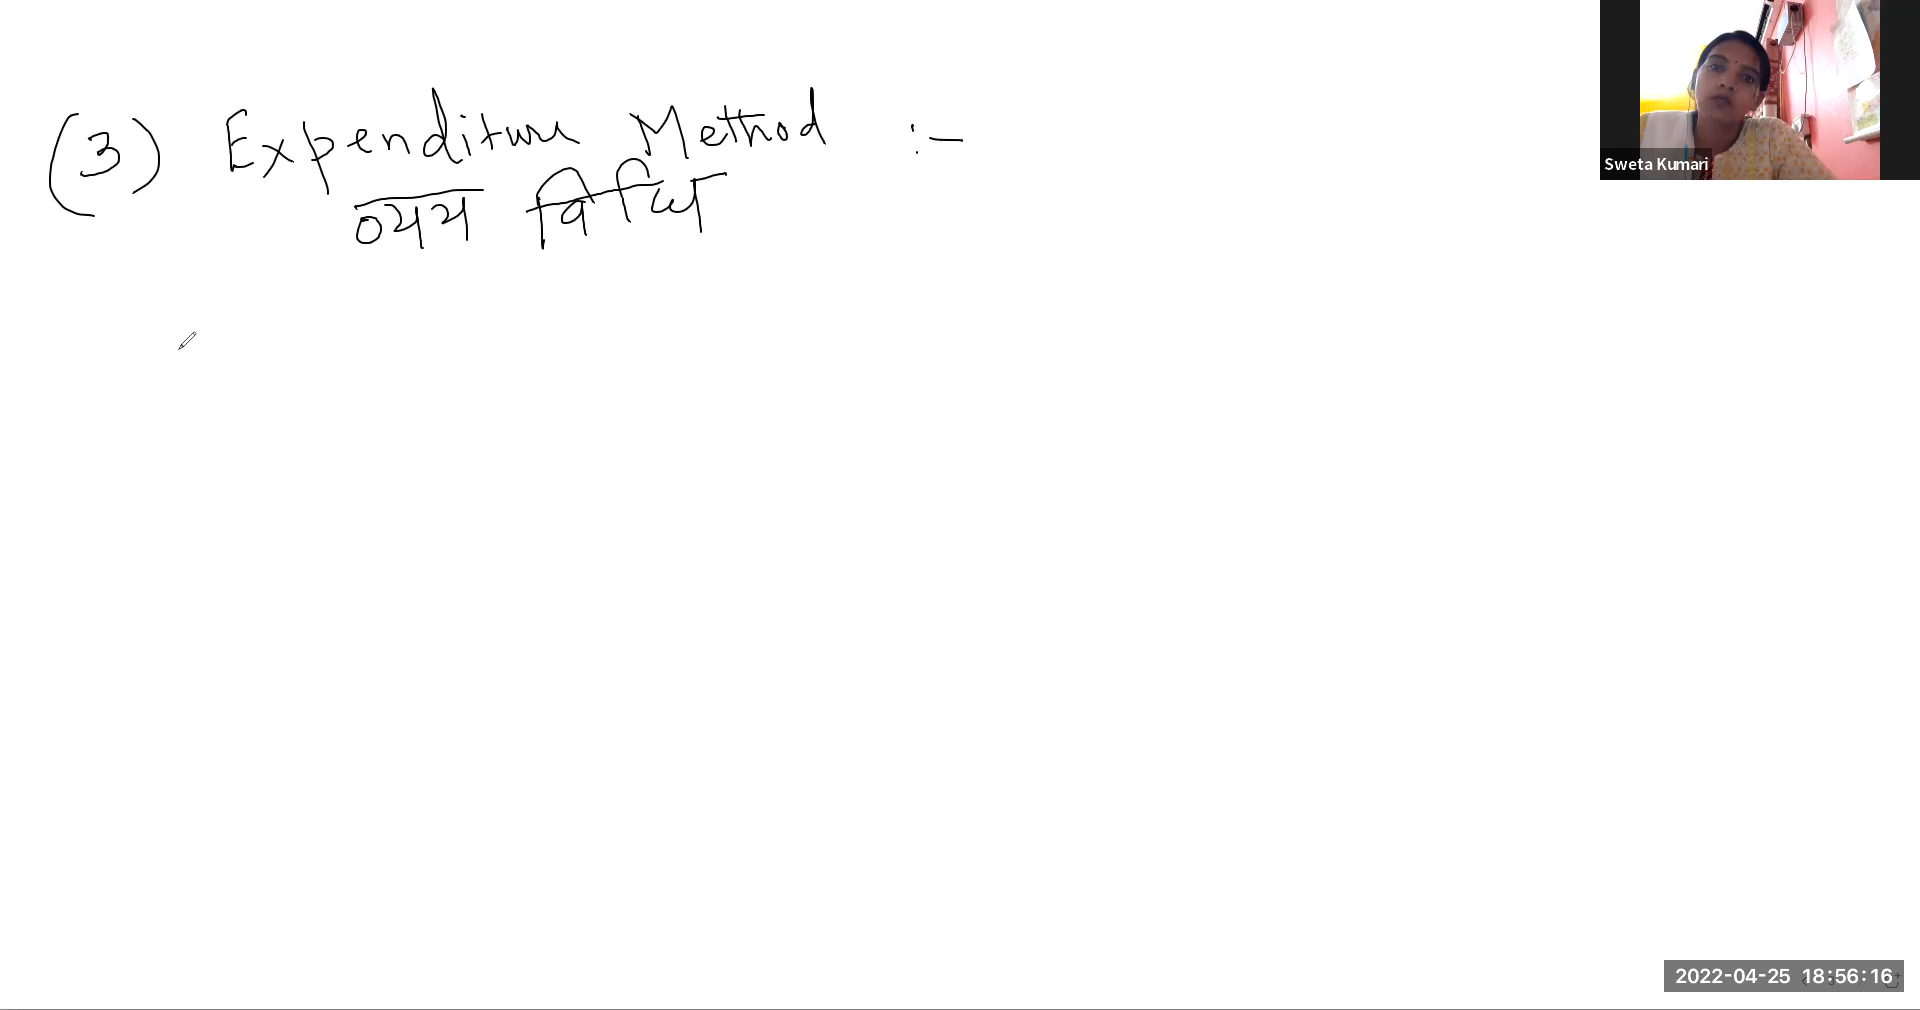 (3) Expenditure Method :-
व्यय विधि
Sweta Kumari
2022-04-25 18:56:16